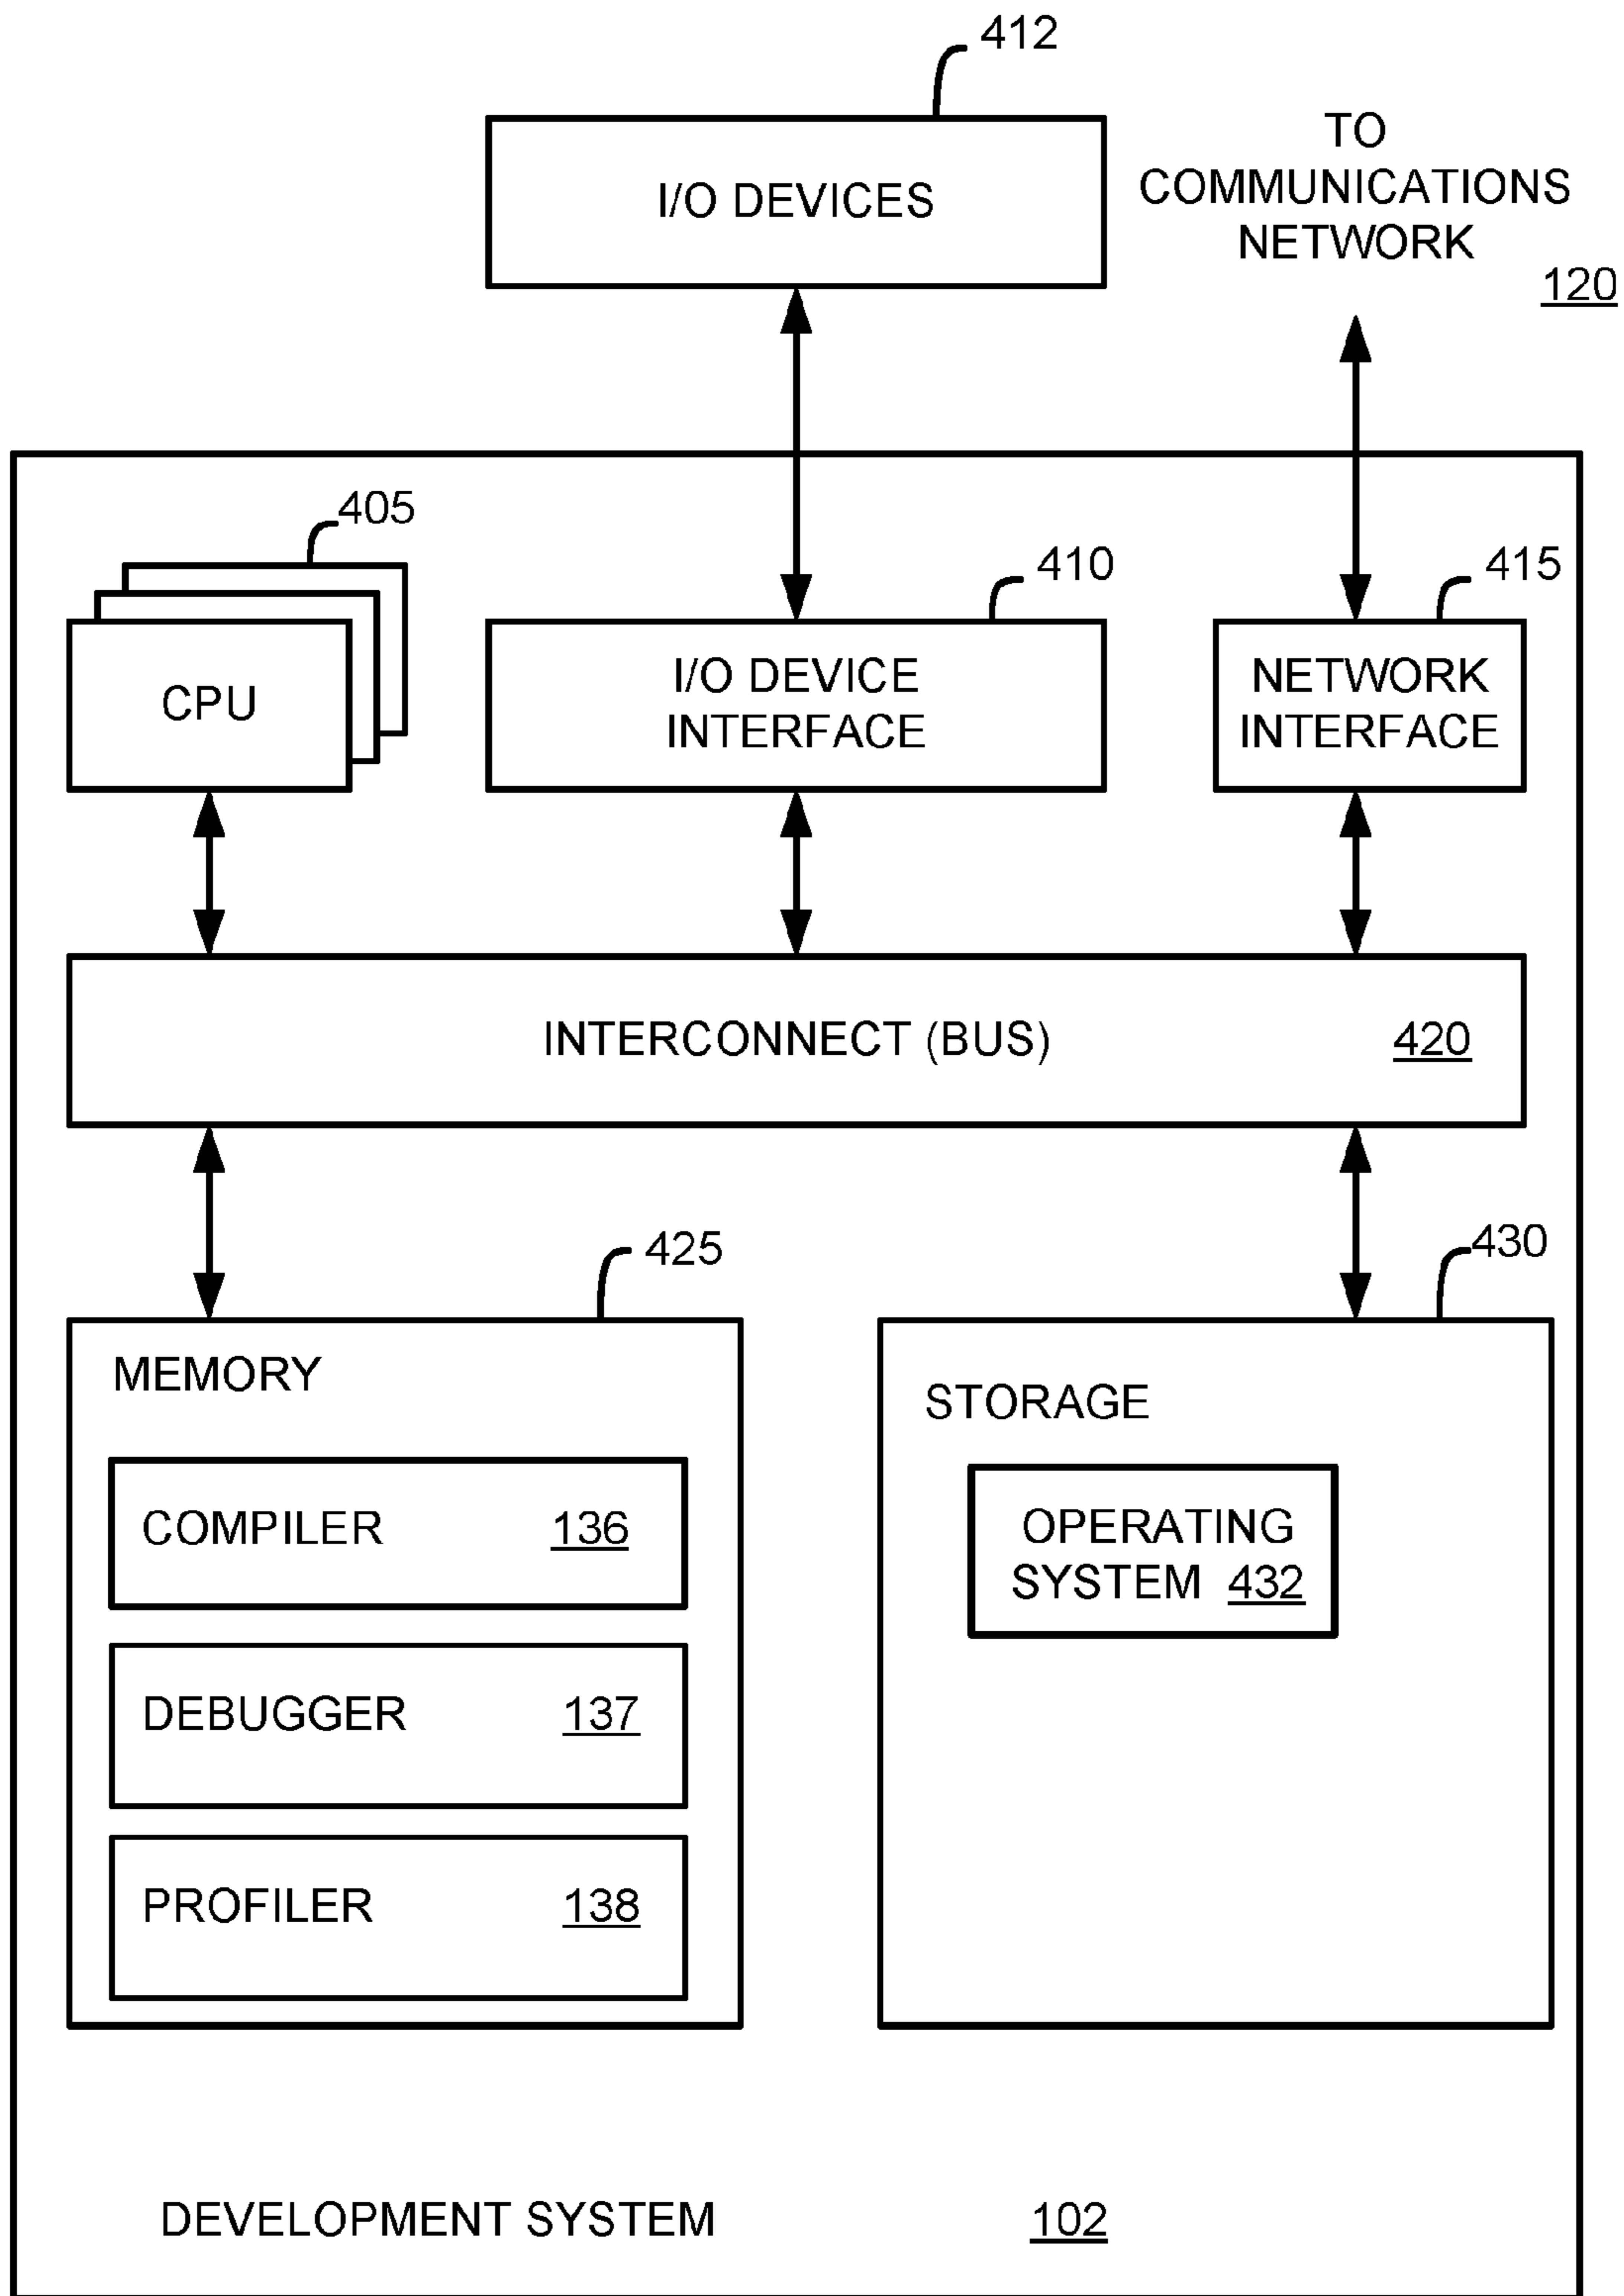 412
I/O DEVICES
TO
COMMUNICATIONS
NETWORK
120
405
410
415
CPU
I/O DEVICE
INTERFACE
NETWORK
INTERFACE
INTERCONNECT (BUS) 420
425
430
MEMORY
COMPILER 136
DEBUGGER 137
PROFILER 138
STORAGE
OPERATING
SYSTEM 432
DEVELOPMENT SYSTEM 102